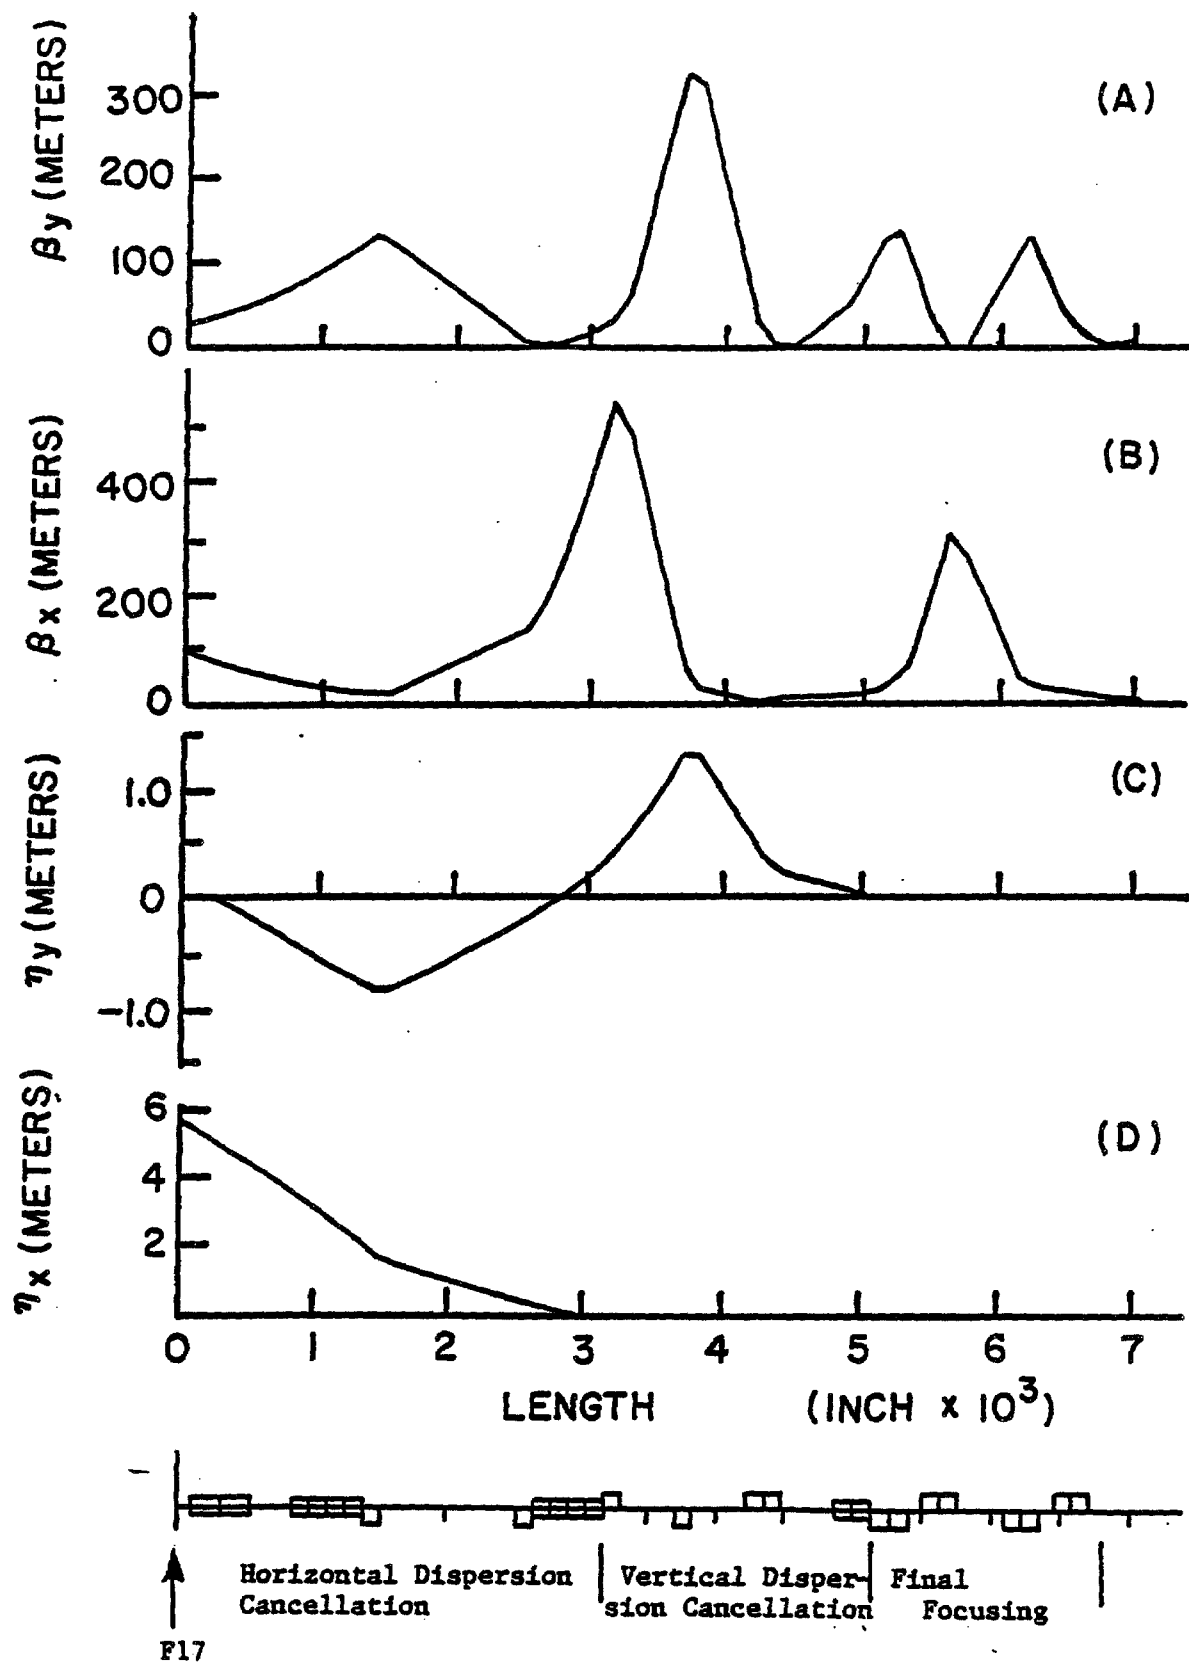 βy (METERS)
300
200
100
0
(A)
βx (METERS)
400
200
0
(B)
ηy (METERS)
1.0
0
-1.0
(C)
ηx (METERS)
6
4
2
(D)
0 1 2 3 4 5 6 7
LENGTH (INCH x 10³)
Horizontal Dispersion
Cancellation
Vertical Disper-
sion Cancellation
Final
Focusing
F17